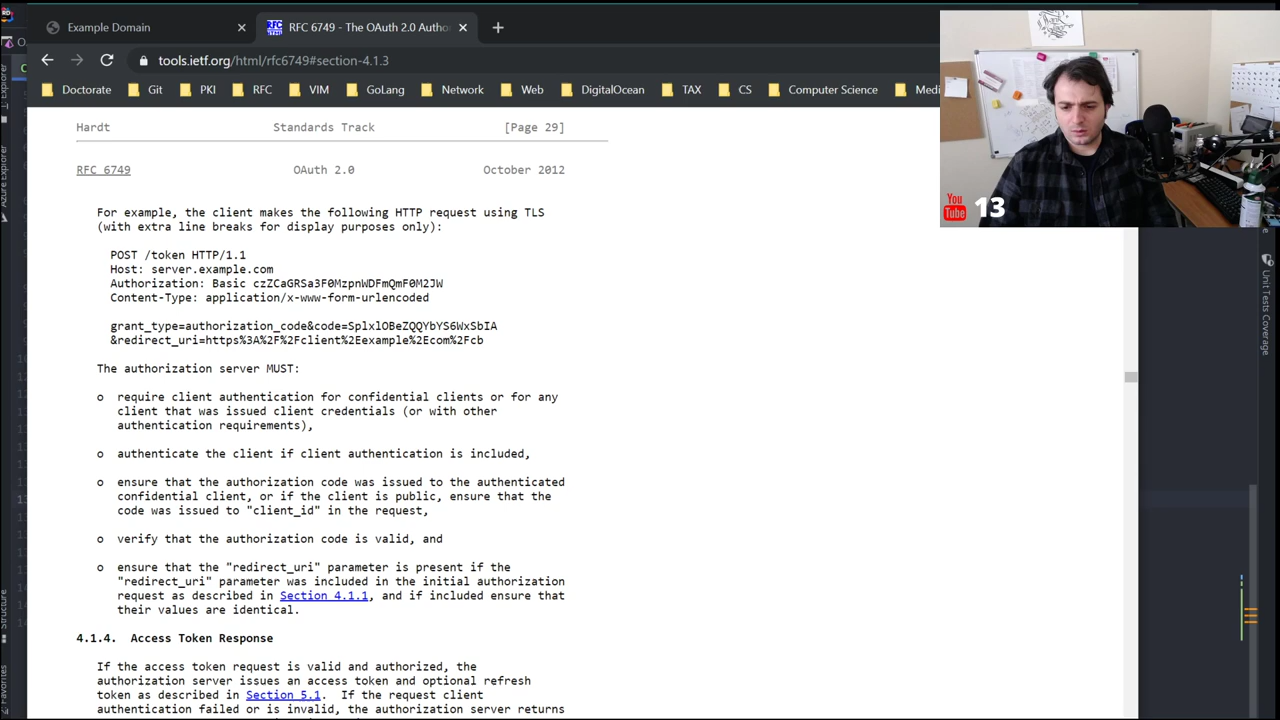 Example Domain
RFC 6749 - The OAuth 2.0 Autho
tools.ietf.org/html/rfc6749#section-4.1.3
Doctorate Git PKI RFC VIM GoLang Network Web DigitalOcean TAX CS Computer Science Medi
Hardt Standards Track [Page 29]
RFC 6749 OAuth 2.0 October 2012
For example, the client makes the following HTTP request using TLS
(with extra line breaks for display purposes only):
POST /token HTTP/1.1
Host: server.example.com
Authorization: Basic czZCaGRSa3F0MzpnWDFmQmF0M2JW
Content-Type: application/x-www-form-urlencoded
grant_type=authorization_code&code=SplxlOBeZQQYbYS6WxSbIA
&redirect_uri=https%3A%2F%2Fclient%2Eexample%2Ecom%2Fcb
The authorization server MUST:
o require client authentication for confidential clients or for any
client that was issued client credentials (or with other
authentication requirements),
o authenticate the client if client authentication is included,
o ensure that the authorization code was issued to the authenticated
confidential client, or if the client is public, ensure that the
code was issued to "client_id" in the request,
o verify that the authorization code is valid, and
o ensure that the "redirect_uri" parameter is present if the
"redirect_uri" parameter was included in the initial authorization
request as described in Section 4.1.1, and if included ensure that
their values are identical.
4.1.4. Access Token Response
If the access token request is valid and authorized, the
authorization server issues an access token and optional refresh
token as described in Section 5.1. If the request client
authentication failed or is invalid, the authorization server returns
You
Tube 13
Unit Tests Coverage
Azure Explorer
Structure
Favorites